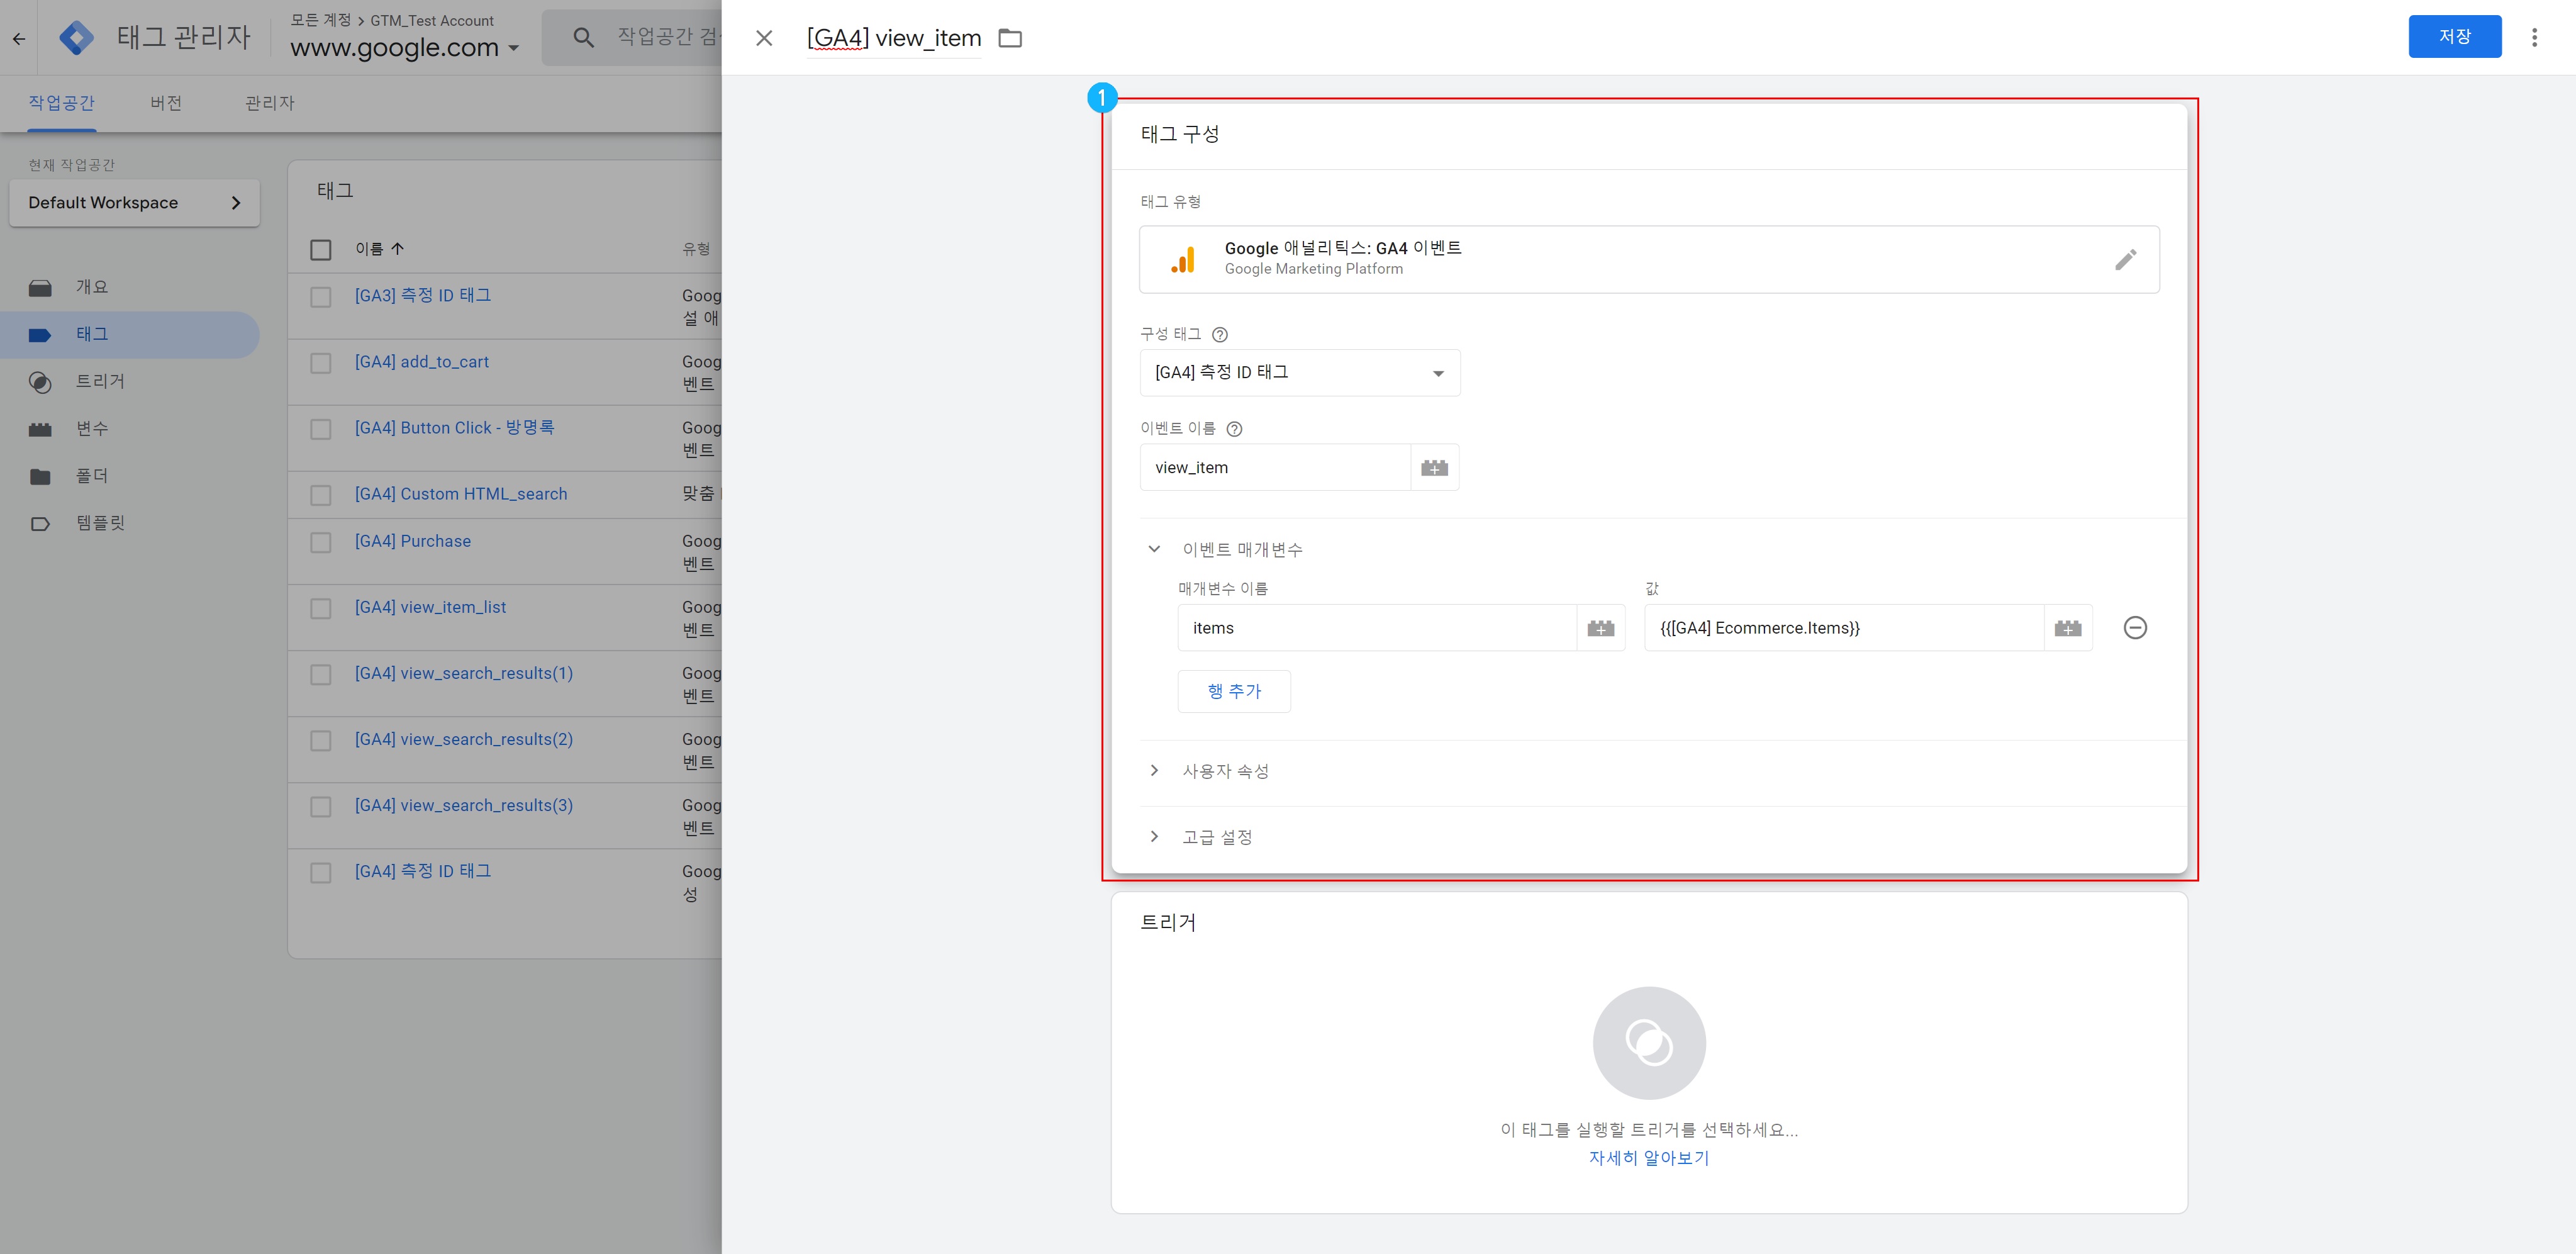 태그 관리자
모든 계정 > GTM_Test Account
www.google.com
작업공간 검
[GA4] view_item
저장
작업공간
버전
관리자
현재 작업공간
Default Workspace
개요
태그
트리거
변수
폴더
템플릿
태그
이름
유형
[GA3] 측정 ID 태그
Goog
설 애
[GA4] add_to_cart
Goog
벤트
[GA4] Button Click - 방명록
Goog
벤트
[GA4] Custom HTML_search
맞춤
[GA4] Purchase
Goog
벤트
[GA4] view_item_list
Goog
벤트
[GA4] view_search_results(1)
Goog
벤트
[GA4] view_search_results(2)
Goog
벤트
[GA4] view_search_results(3)
Goog
벤트
[GA4] 측정 ID 태그
Goog
성
1
태그 구성
태그 유형
Google 애널리틱스: GA4 이벤트
Google Marketing Platform
구성 태그
[GA4] 측정 ID 태그
이벤트 이름
view_item
이벤트 매개변수
매개변수 이름
값
items
{{[GA4] Ecommerce.Items}}
행 추가
사용자 속성
고급 설정
트리거
이 태그를 실행할 트리거를 선택하세요...
자세히 알아보기